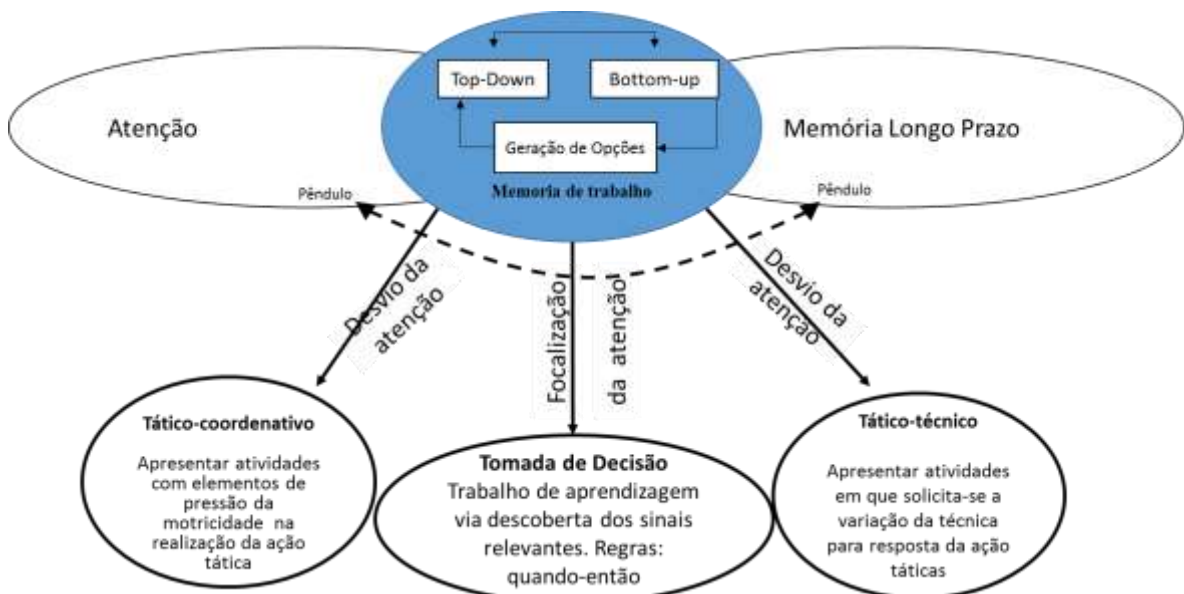 Top-Down
Bottom-up
Atenção
Memória Longo Prazo
Geração de Opções
Memoria de trabalho
Pêndulo
Pêndulo
Desvio da
atenção
Focalização
da atenção
Desvio da
atenção
Tático-coordenativo
Apresentar atividades
com elementos de
pressão da
motricidade na
realização da ação
tática
Tomada de Decisão
Trabalho de aprendizagem
via descoberta dos sinais
relevantes. Regras:
quando-então
Tático-técnico
Apresentar atividades
em que solicita-se a
variação da técnica
para resposta da ação
táticas